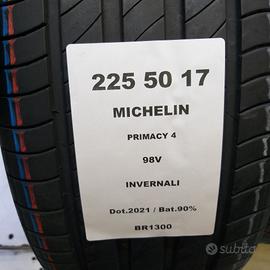 225 50 17
MICHELIN
PRIMACY 4
98V
INVERNALI
Dot.2021 / Bat.90%
BR1300
subito